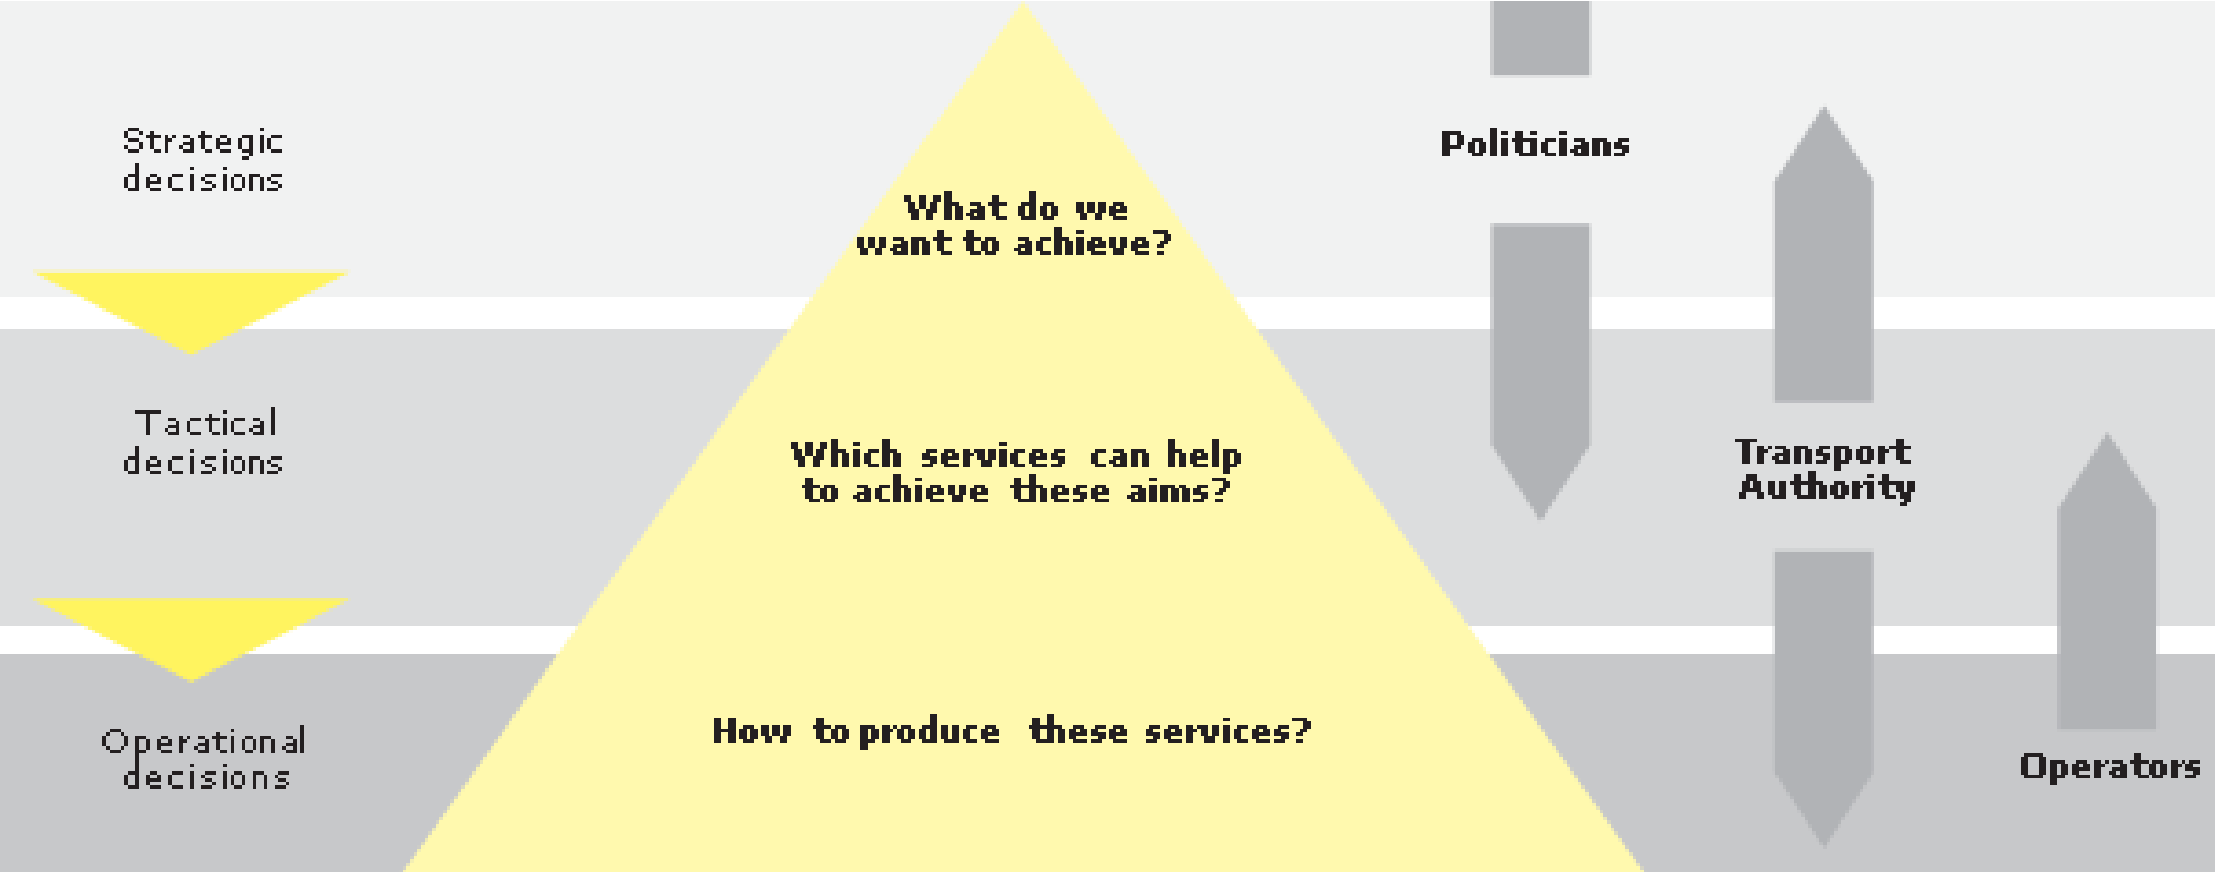 Strategic
decisions
What do we
want to achieve?
Politicians
Tactical
decisions
Which services can help
to achieve these aims?
Transport
Authority
Operational
decisions
How to produce these services?
Operators